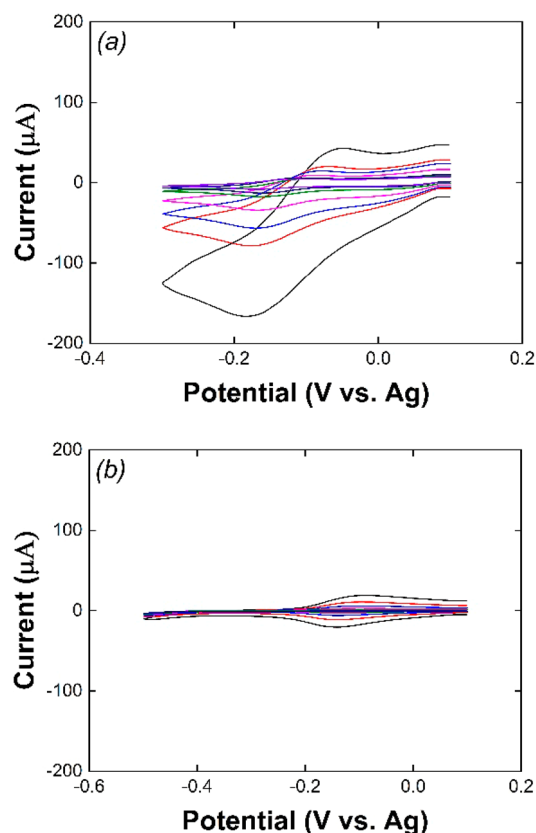 (a)
200
100
0
-100
-200
Current (µA)
-0.4 -0.2 0.0 0.2
Potential (V vs. Ag)
(b)
200
100
0
-100
-200
Current (µA)
-0.6 -0.4 -0.2 0.0 0.2
Potential (V vs. Ag)